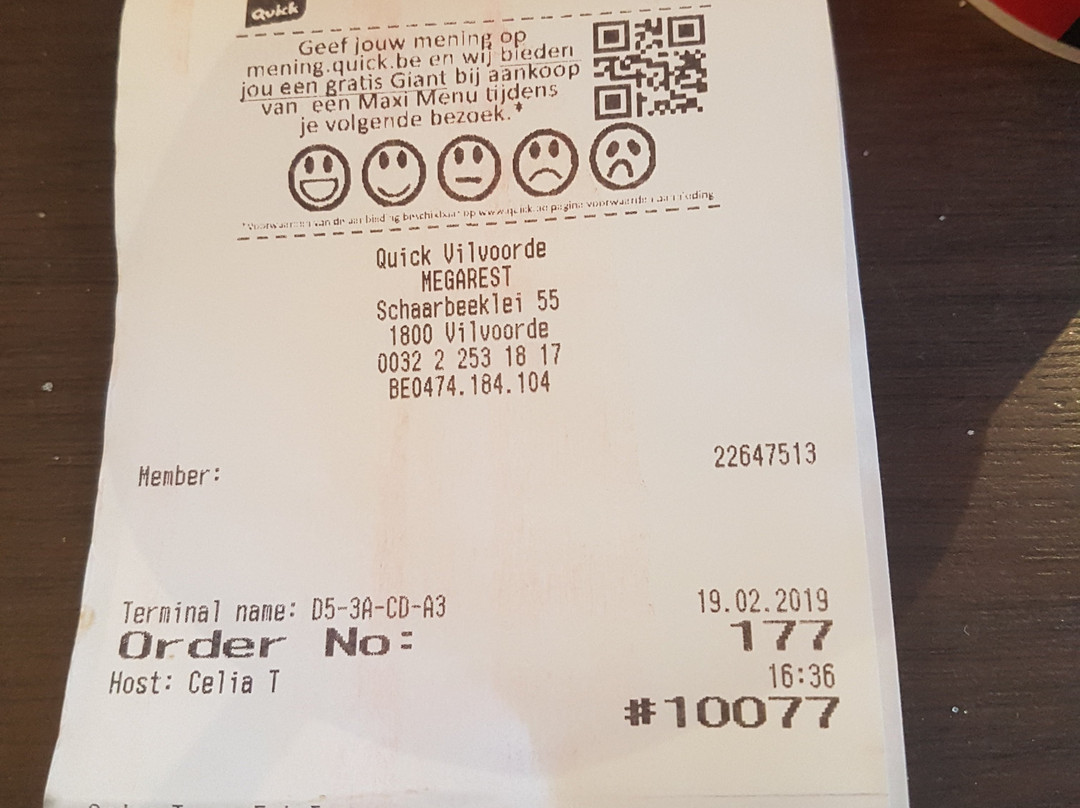 Quick
Geef jouw mening op
mening.quick.be en wij bieden
jou een gratis Giant bij aankoop
van een Maxi Menu tijdens
je volgende bezoek.*
Quick Vilvoorde
MEGAREST
Schaarbeeklei 55
1800 Vilvoorde
0032 2 253 18 17
BE0474.184.104
Member: 22647513
Terminal name: D5-3A-CD-A3 19.02.2019
Order No: 177
Host: Celia T 16:36
#10077